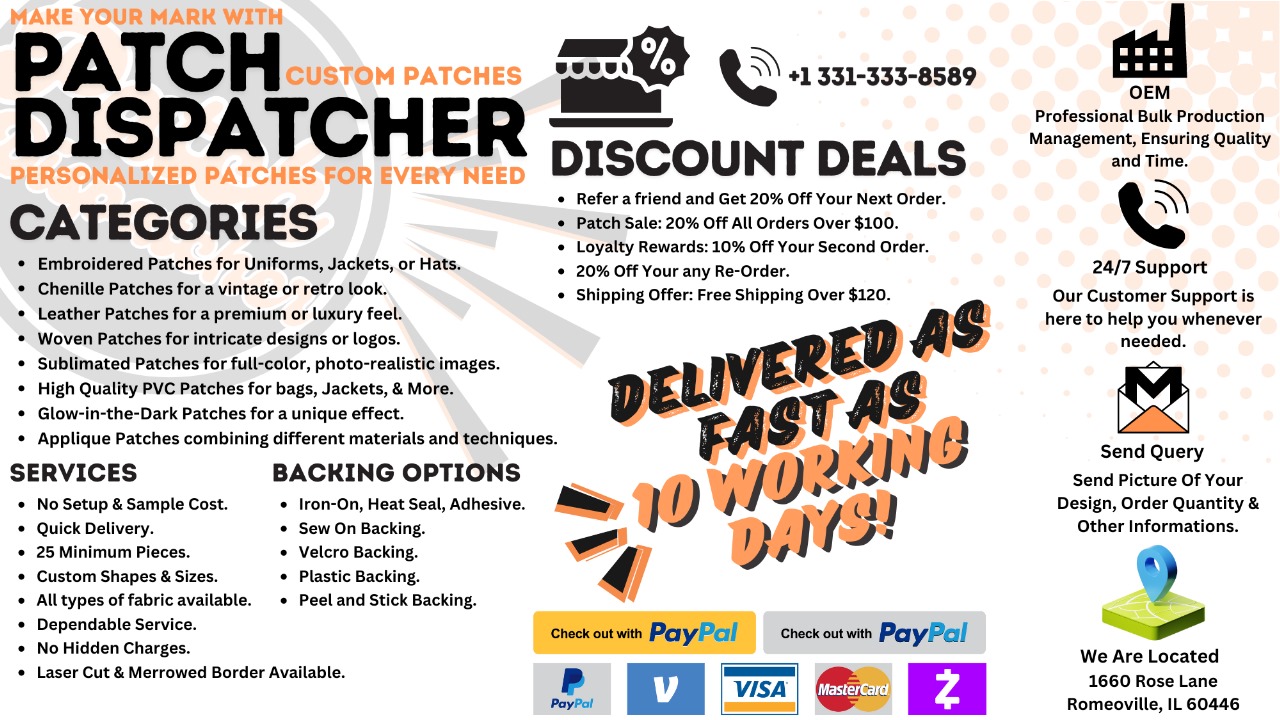 MAKE YOUR MARK WITH
PATCH
CUSTOM PATCHES
DISPATCHER
PERSONALIZED PATCHES FOR EVERY NEED
CATEGORIES
• Embroidered Patches for Uniforms, Jackets, or Hats.
• Chenille Patches for a vintage or retro look.
• Leather Patches for a premium or luxury feel.
• Woven Patches for intricate designs or logos.
• Sublimated Patches for full-color, photo-realistic images.
• High Quality PVC Patches for bags, Jackets, & More.
• Glow-in-the-Dark Patches for a unique effect.
• Applique Patches combining different materials and techniques.
SERVICES
• No Setup & Sample Cost.
• Quick Delivery.
• 25 Minimum Pieces.
• Custom Shapes & Sizes.
• All types of fabric available.
• Dependable Service.
• No Hidden Charges.
• Laser Cut & Merrowed Border Available.
BACKING OPTIONS
• Iron-On, Heat Seal, Adhesive.
• Sew On Backing.
• Velcro Backing.
• Plastic Backing.
• Peel and Stick Backing.
%
+1 331-333-8589
DISCOUNT DEALS
• Refer a friend and Get 20% Off Your Next Order.
• Patch Sale: 20% Off All Orders Over $100.
• Loyalty Rewards: 10% Off Your Second Order.
• 20% Off Your any Re-Order.
• Shipping Offer: Free Shipping Over $120.
DELIVERED AS
FAST AS
10 WORKING
DAYS!
Check out with PayPal
Check out with PayPal
PayPal
V
VISA
MasterCard
Z
OEM
Professional Bulk Production
Management, Ensuring Quality
and Time.
24/7 Support
Our Customer Support is
here to help you whenever
needed.
M
Send Query
Send Picture Of Your
Design, Order Quantity &
Other Informations.
We Are Located
1660 Rose Lane
Romeoville, IL 60446